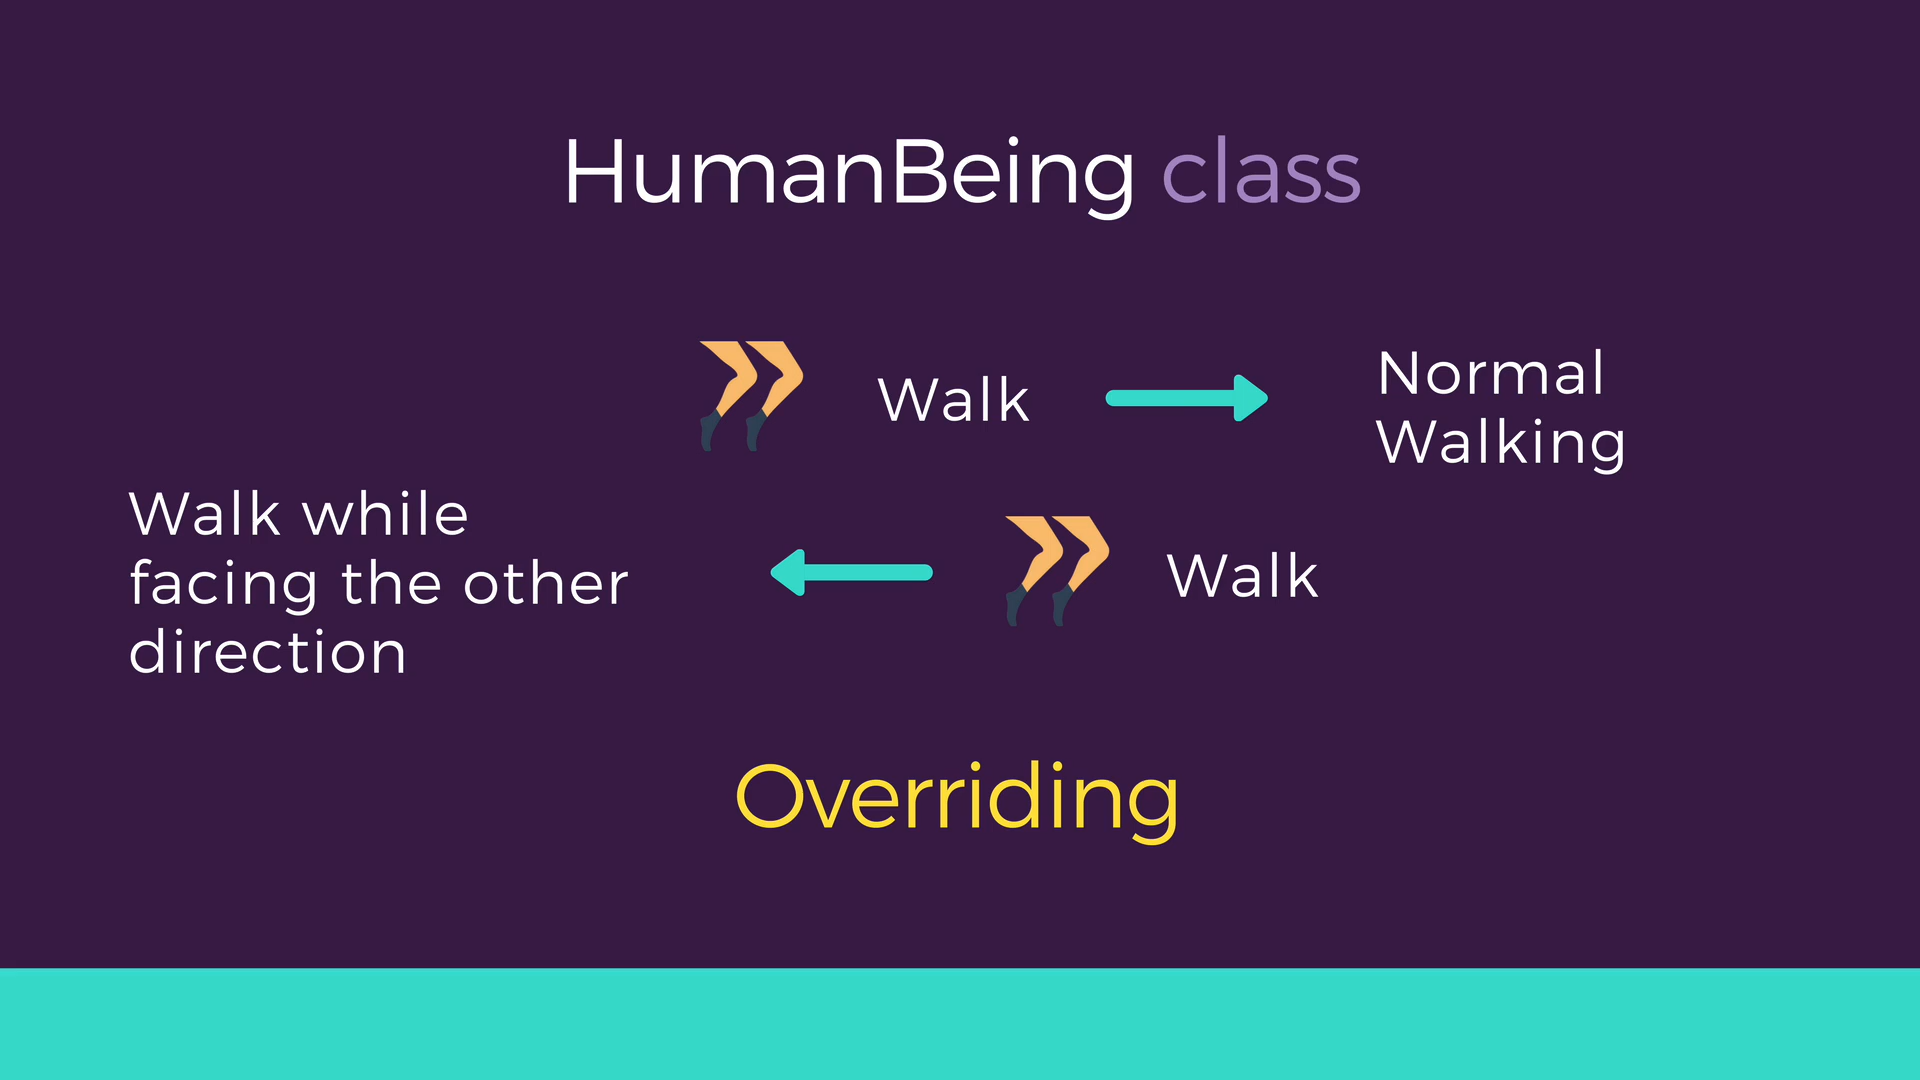 HumanBeing class
Walk
Normal
Walking
Walk while
facing the other
direction
Walk
Overriding